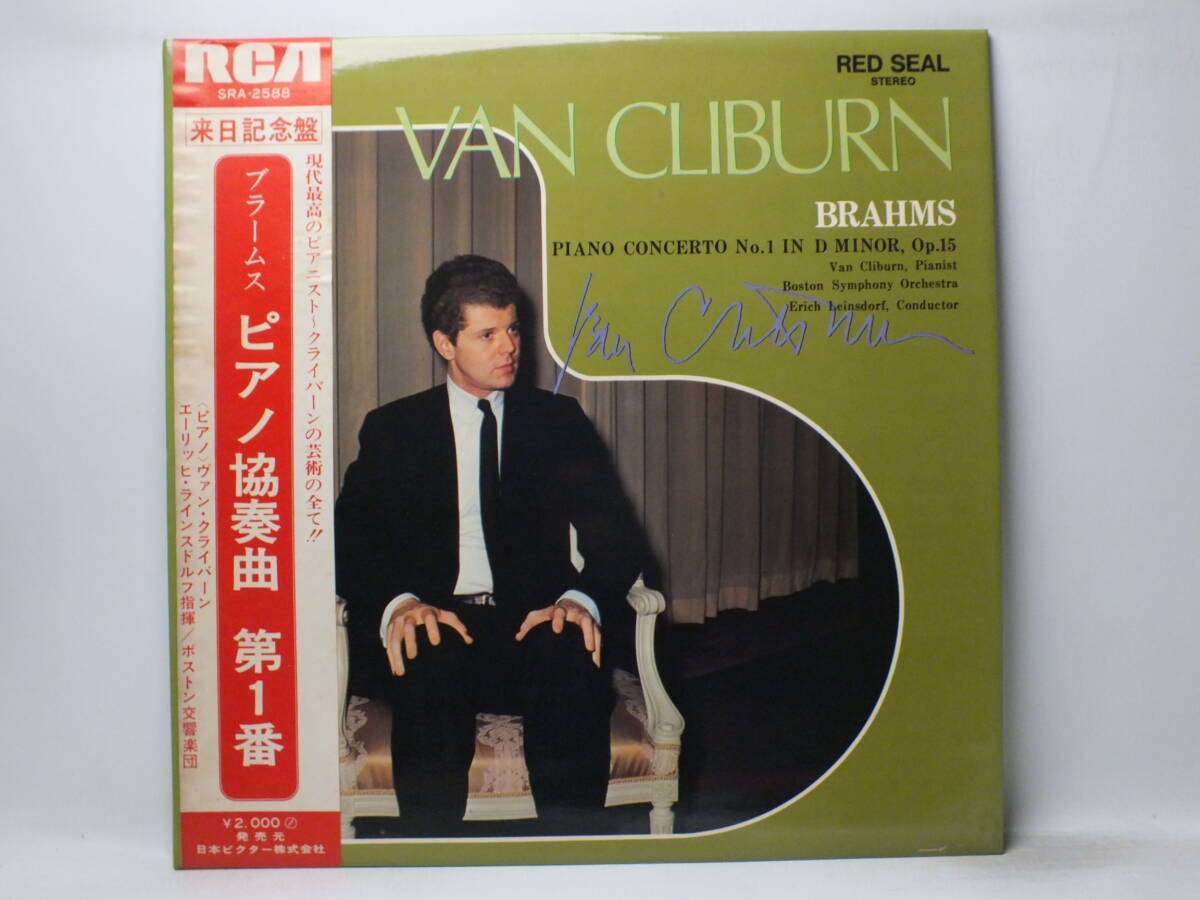 RCA
SRA-2588
来日記念盤
現代最高のピアニスト〜クライバーンの芸術の全て!!
ブラームス
ピアノ協奏曲 第1番
〈ピアノ〉ヴァン・クライバーン
エーリッヒ・ラインスドルフ指揮/ボストン交響楽団
¥2,000
発売元
日本ビクター株式会社
RED SEAL
STEREO
VAN CLIBURN
BRAHMS
PIANO CONCERTO No.1 IN D MINOR, Op.15
Van Cliburn, Pianist
Boston Symphony Orchestra
Erich Leinsdorf, Conductor
Van Cliburn